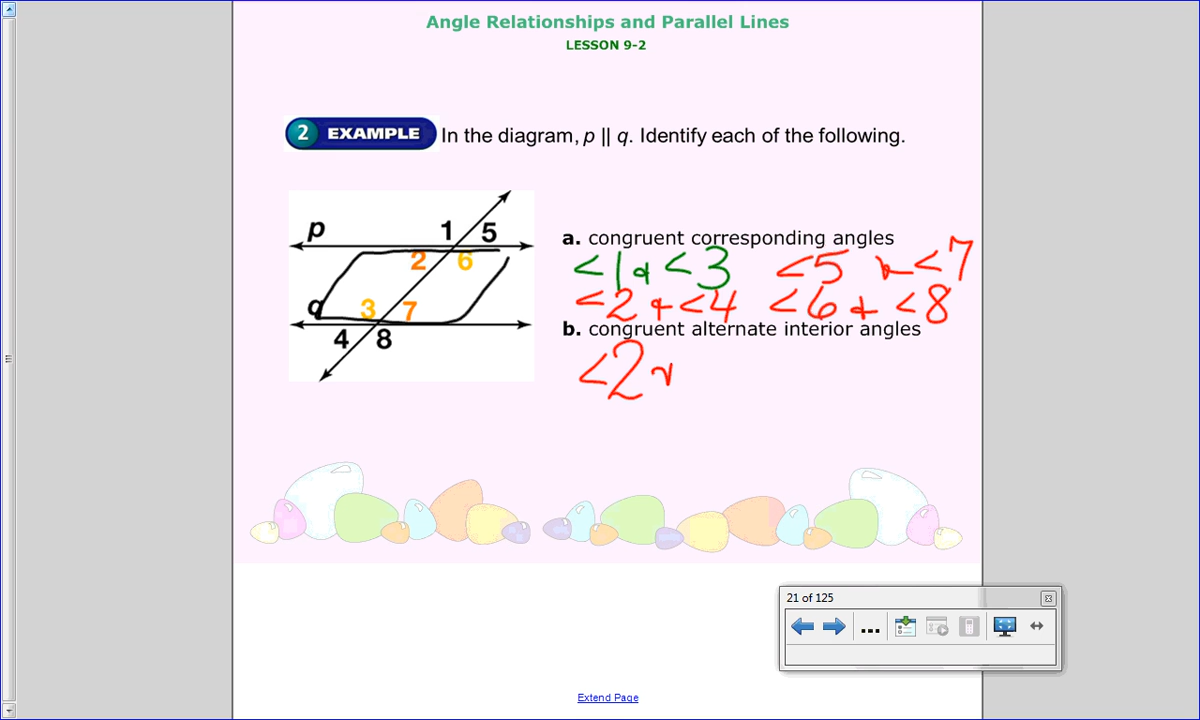 Angle Relationships and Parallel Lines
LESSON 9-2
2 EXAMPLE In the diagram, p || q. Identify each of the following.
p 1 5
2 6
q 3 7
4 8
a. congruent corresponding angles
<1 & <3 <5 & <7
<2 + <4 <6 + <8
b. congruent alternate interior angles
<2
21 of 125
...
Extend Page